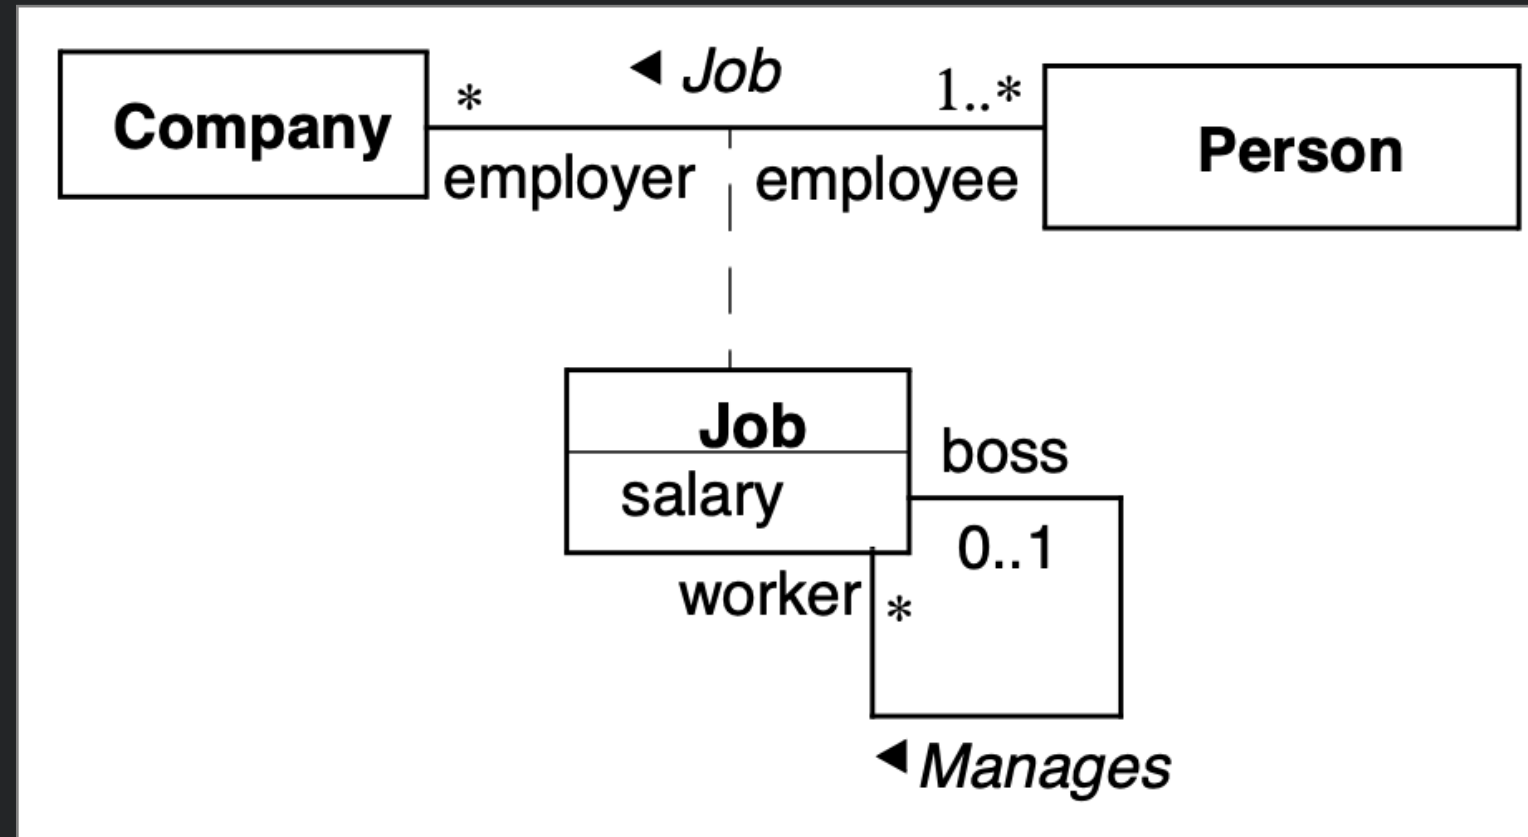 ◀ Job
Company
*
1..*
Person
employer
employee
Job
salary
boss
0..1
worker
*
◀ Manages